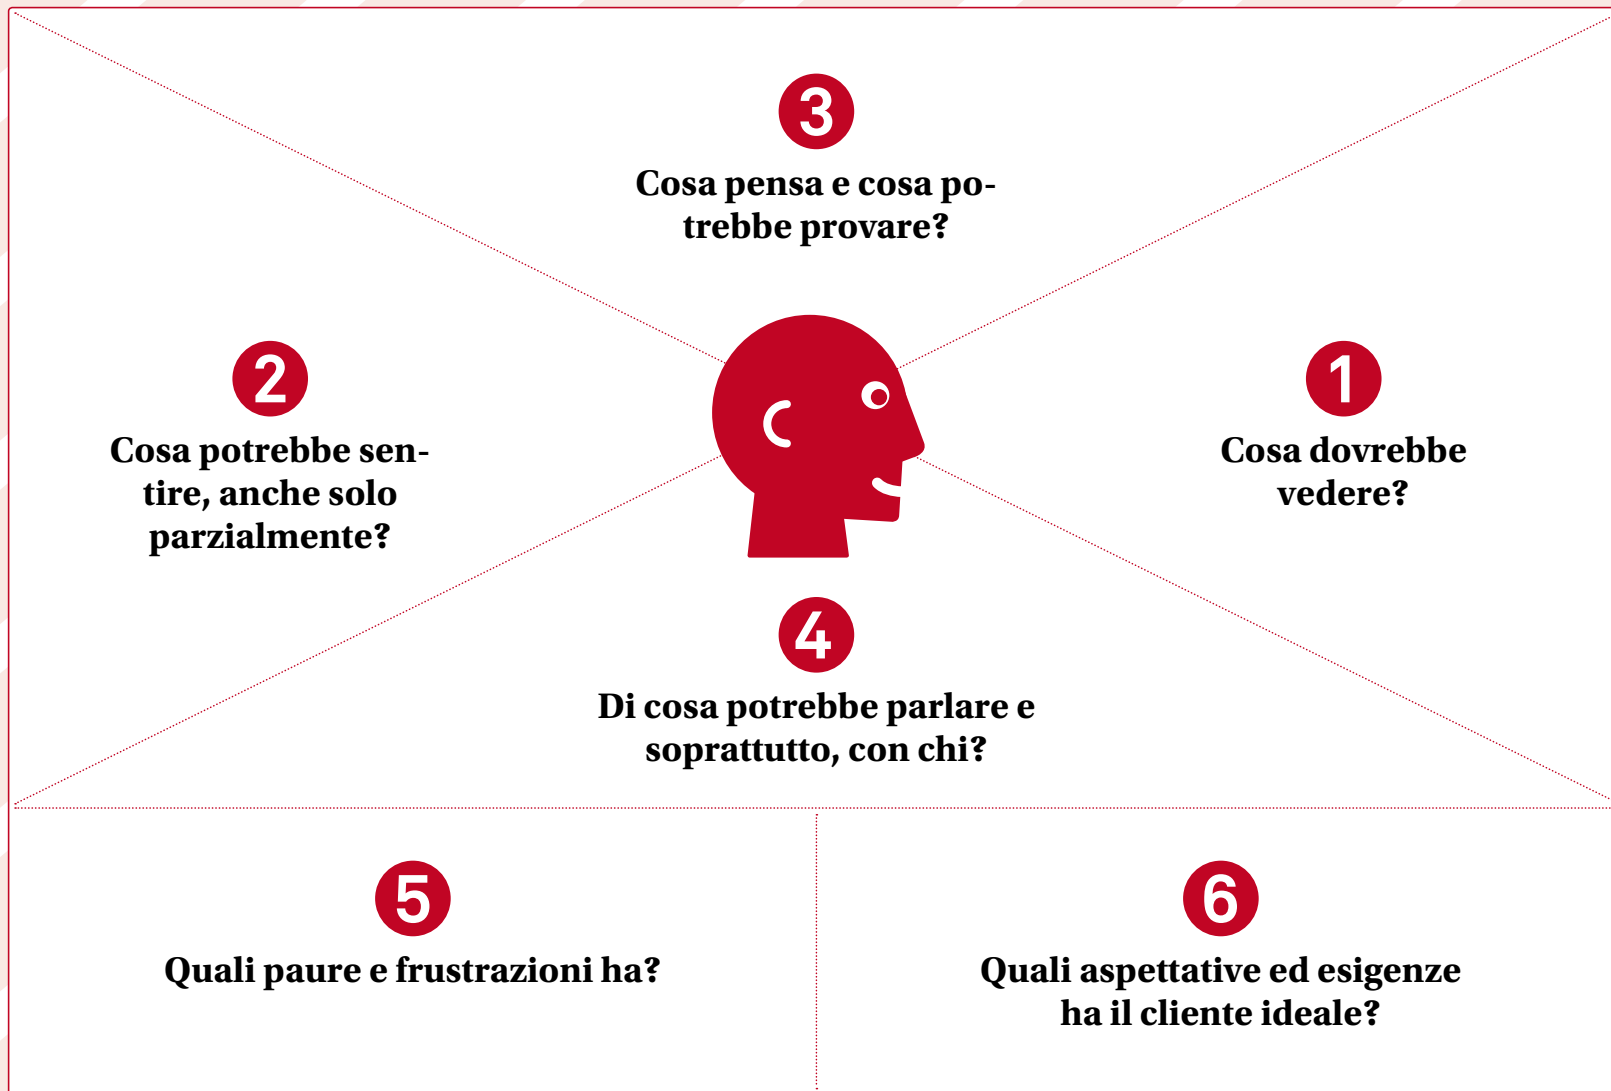 3
Cosa pensa e cosa po-
trebbe provare?
2
Cosa potrebbe sen-
tire, anche solo
parzialmente?
1
Cosa dovrebbe
vedere?
4
Di cosa potrebbe parlare e
soprattutto, con chi?
5
Quali paure e frustrazioni ha?
6
Quali aspettative ed esigenze
ha il cliente ideale?